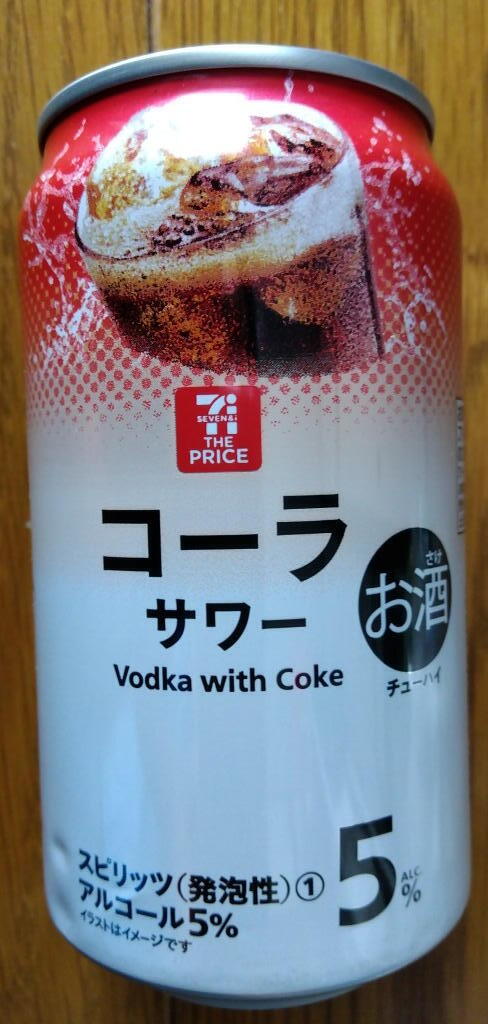 SEVEN&i
THE
PRICE
コーラ
サワー
Vodka with Coke
さけ
お酒
チューハイ
スピリッツ(発泡性)①
アルコール5%
イラストはイメージです
5
ALC.
%